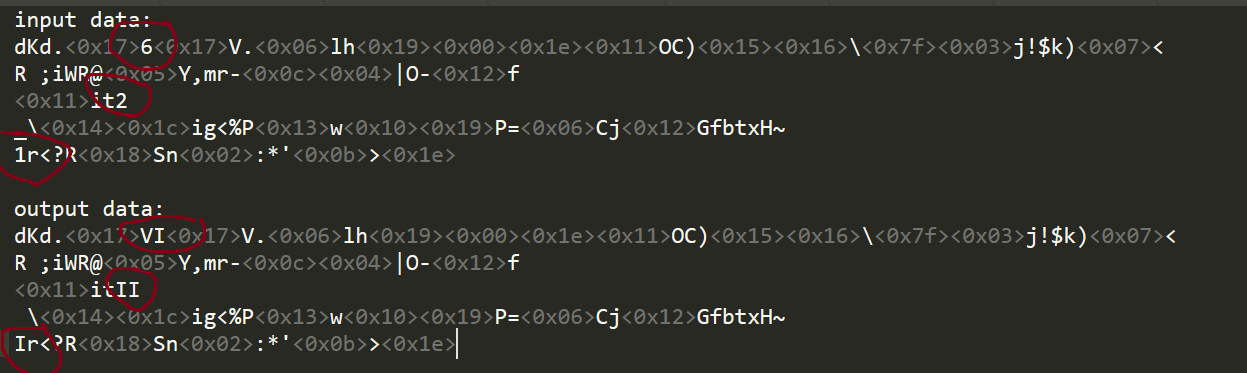 input data:
dKd.<0x17>6<0x17>V.<0x06>lh<0x19><0x00><0x1e><0x11>OC)<0x15><0x16>\<0x7f><0x03>j!$k)<0x07><
R ;iWR@<0x05>Y,mr-<0x0c><0x04>|O-<0x12>f
<0x11>it2
_\<0x14><0x1c>ig<%P<0x13>w<0x10><0x19>P=<0x06>Cj<0x12>GfbtxH~
1r<?R<0x18>Sn<0x02>:*'<0x0b>><0x1e>
output data:
dKd.<0x17>VI<0x17>V.<0x06>lh<0x19><0x00><0x1e><0x11>OC)<0x15><0x16>\<0x7f><0x03>j!$k)<0x07><
R ;iWR@<0x05>Y,mr-<0x0c><0x04>|O-<0x12>f
<0x11>itII
\<0x14><0x1c>ig<%P<0x13>w<0x10><0x19>P=<0x06>Cj<0x12>GfbtxH~
Ir<?R<0x18>Sn<0x02>:*'<0x0b>><0x1e>